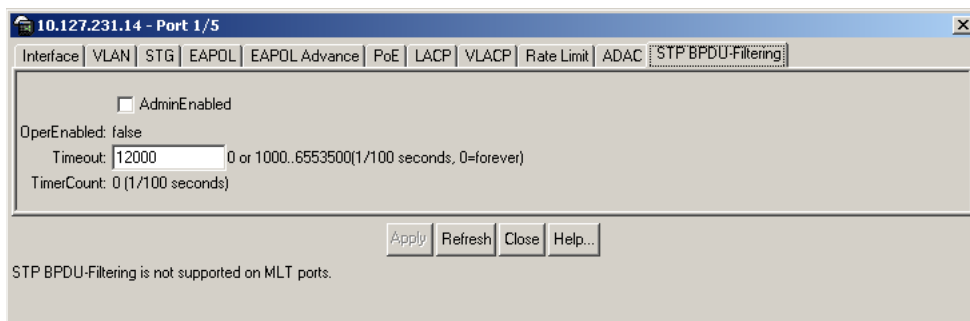 10.127.231.14 - Port 1/5
Interface VLAN STG EAPOL EAPOL Advance PoE LACP VLACP Rate Limit ADAC STP BPDU-Filtering
AdminEnabled
OperEnabled: false
Timeout: 12000 0 or 1000..6553500(1/100 seconds, 0=forever)
TimerCount: 0 (1/100 seconds)
Apply Refresh Close Help...
STP BPDU-Filtering is not supported on MLT ports.